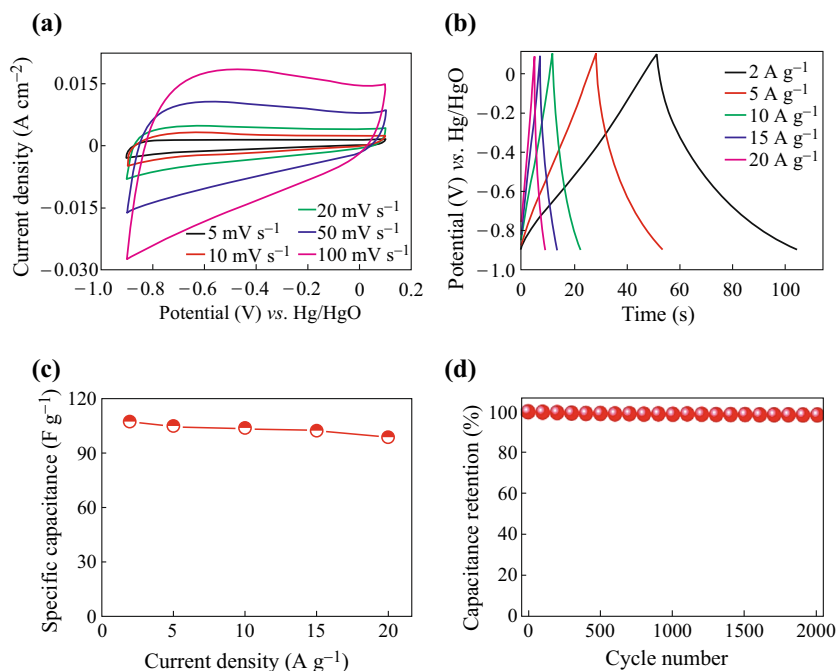 (a)
Current density (A cm−2)
0.015
0
−0.015
−0.030
−1.0 −0.8 −0.6 −0.4 −0.2 0 0.2
Potential (V) vs. Hg/HgO
5 mV s−1
10 mV s−1
20 mV s−1
50 mV s−1
100 mV s−1
(b)
Potential (V) vs. Hg/HgO
0
−0.2
−0.4
−0.6
−0.8
−1.0
0 20 40 60 80 100
Time (s)
2 A g−1
5 A g−1
10 A g−1
15 A g−1
20 A g−1
(c)
Specific capacitance (F g−1)
120
90
60
30
0
0 5 10 15 20
Current density (A g−1)
(d)
Capacitance retention (%)
100
80
60
40
20
0
0 500 1000 1500 2000
Cycle number